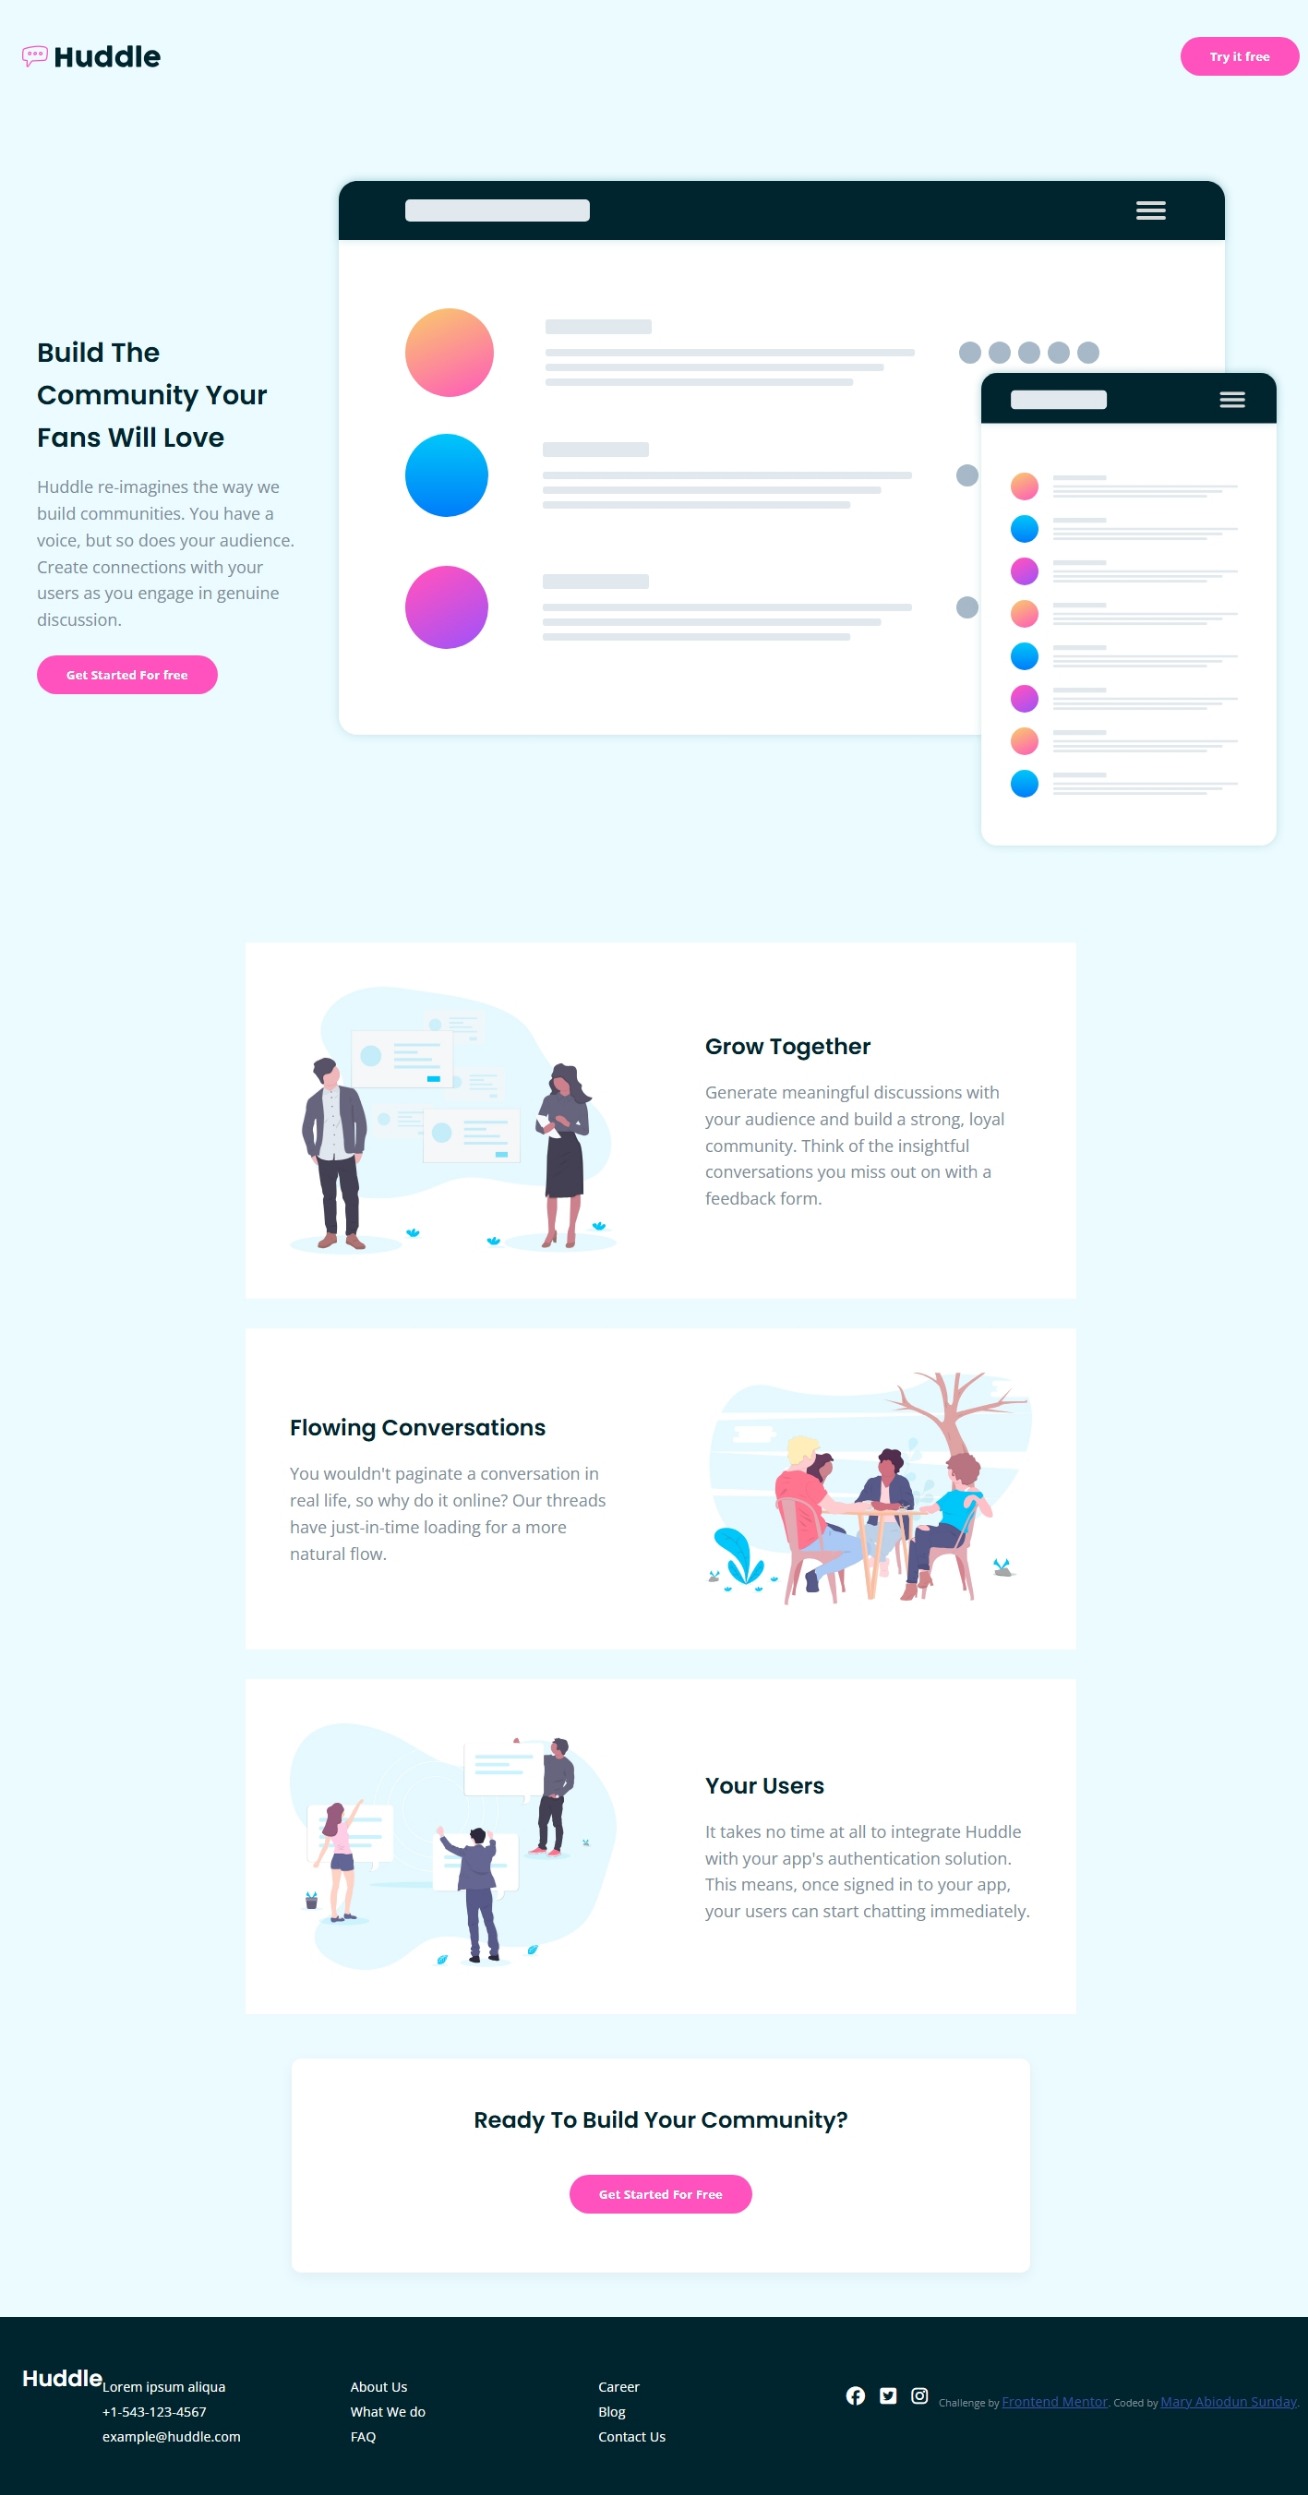 Huddle
Try it free
Build The
Community Your
Fans Will Love
Huddle re-imagines the way we
build communities. You have a
voice, but so does your audience.
Create connections with your
users as you engage in genuine
discussion.
Get Started For free
Grow Together
Generate meaningful discussions with
your audience and build a strong, loyal
community. Think of the insightful
conversations you miss out on with a
feedback form.
Flowing Conversations
You wouldn't paginate a conversation in
real life, so why do it online? Our threads
have just-in-time loading for a more
natural flow.
Your Users
It takes no time at all to integrate Huddle
with your app's authentication solution.
This means, once signed in to your app,
your users can start chatting immediately.
Ready To Build Your Community?
Get Started For Free
Huddle
Lorem ipsum aliqua
+1-543-123-4567
example@huddle.com
About Us
What We do
FAQ
Career
Blog
Contact Us
Challenge by Frontend Mentor. Coded by Mary Abiodun Sunday.